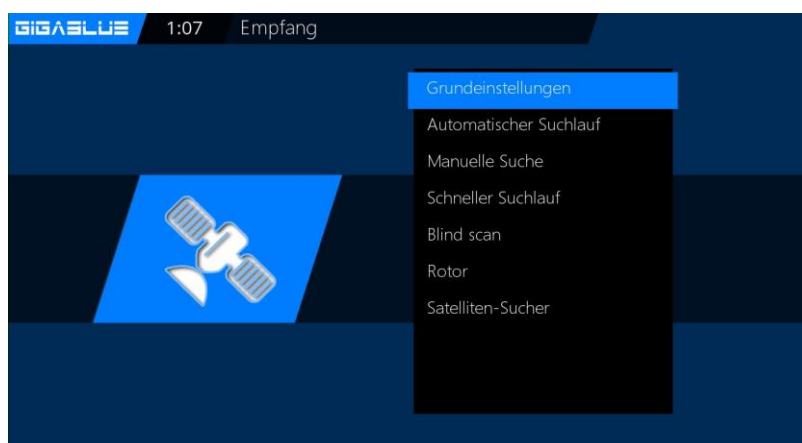 GIGABLUE 1:07 Empfang
Grundeinstellungen
Automatischer Suchlauf
Manuelle Suche
Schneller Suchlauf
Blind scan
Rotor
Satelliten-Sucher